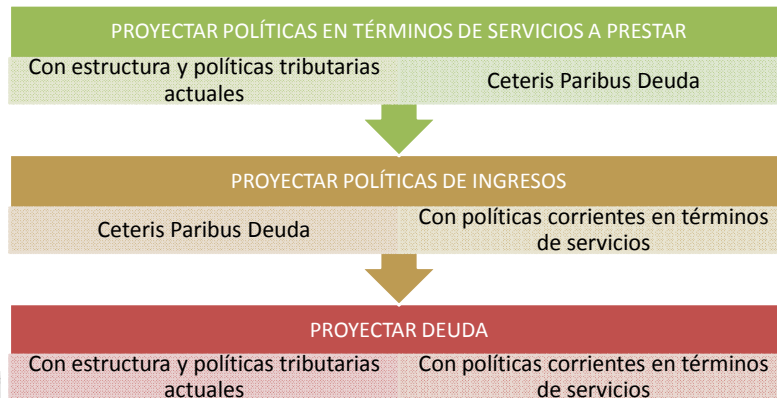 PROYECTAR POLÍTICAS EN TÉRMINOS DE SERVICIOS A PRESTAR
Con estructura y políticas tributarias
actuales
Ceteris Paribus Deuda
PROYECTAR POLÍTICAS DE INGRESOS
Ceteris Paribus Deuda
Con políticas corrientes en términos
de servicios
PROYECTAR DEUDA
Con estructura y políticas tributarias
actuales
Con políticas corrientes en términos
de servicios